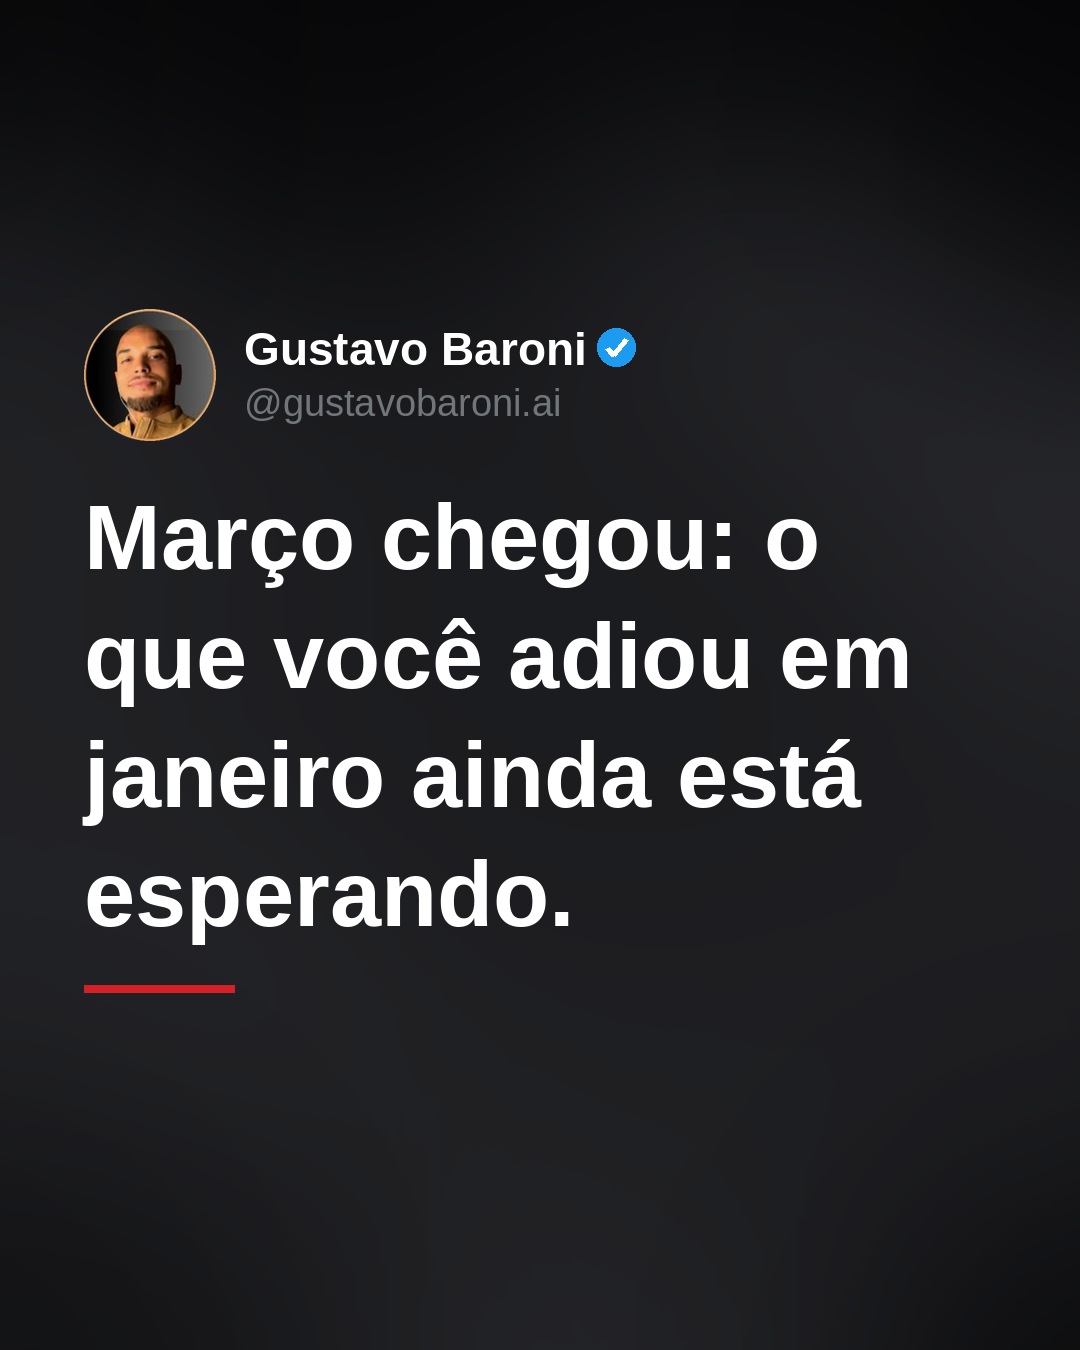 Gustavo Baroni
@gustavobaroni.ai
Março chegou: o
que você adiou em
janeiro ainda está
esperando.